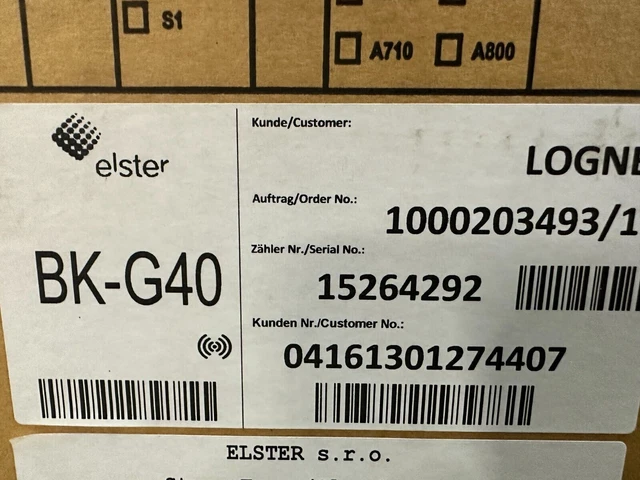 S1
A710
A800
elster
BK-G40
Kunde/Customer:
Auftrag/Order No.:
1000203493/1
Zähler Nr./Serial No.:
15264292
Kunden Nr./Customer No.:
04161301274407
ELSTER s.r.o.